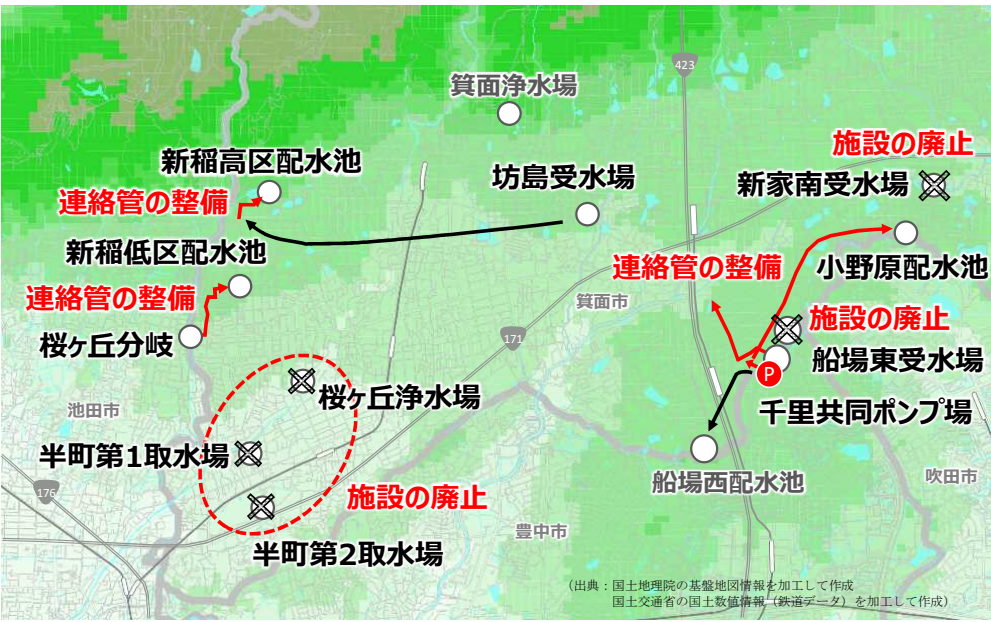 箕面浄水場
423
施設の廃止
新稲高区配水池
坊島受水場
新家南受水場
連絡管の整備
新稲低区配水池
連絡管の整備
小野原配水池
連絡管の整備
箕面市
施設の廃止
桜ヶ丘分岐
171
船場東受水場
P
桜ヶ丘浄水場
池田市
千里共同ポンプ場
半町第1取水場
船場西配水池
吹田市
176
施設の廃止
豊中市
半町第2取水場
(出典:国土地理院の基盤地図情報を加工して作成
国土交通省の国土数値情報(鉄道データ)を加工して作成)